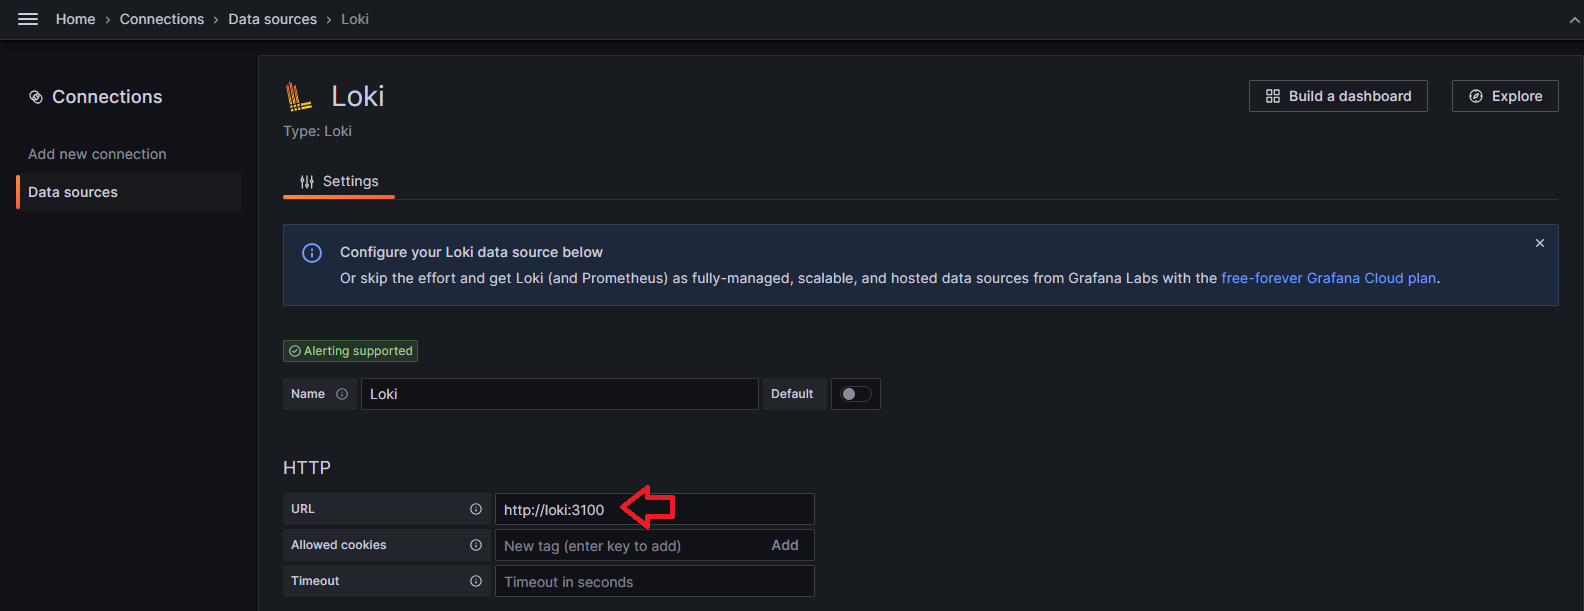 Home › Connections › Data sources › Loki
Connections
Add new connection
Data sources
Loki
Type: Loki
Build a dashboard
Explore
Settings
Configure your Loki data source below
Or skip the effort and get Loki (and Prometheus) as fully-managed, scalable, and hosted data sources from Grafana Labs with the free-forever Grafana Cloud plan.
Alerting supported
Name Loki Default
HTTP
URL http://loki:3100
Allowed cookies New tag (enter key to add) Add
Timeout Timeout in seconds